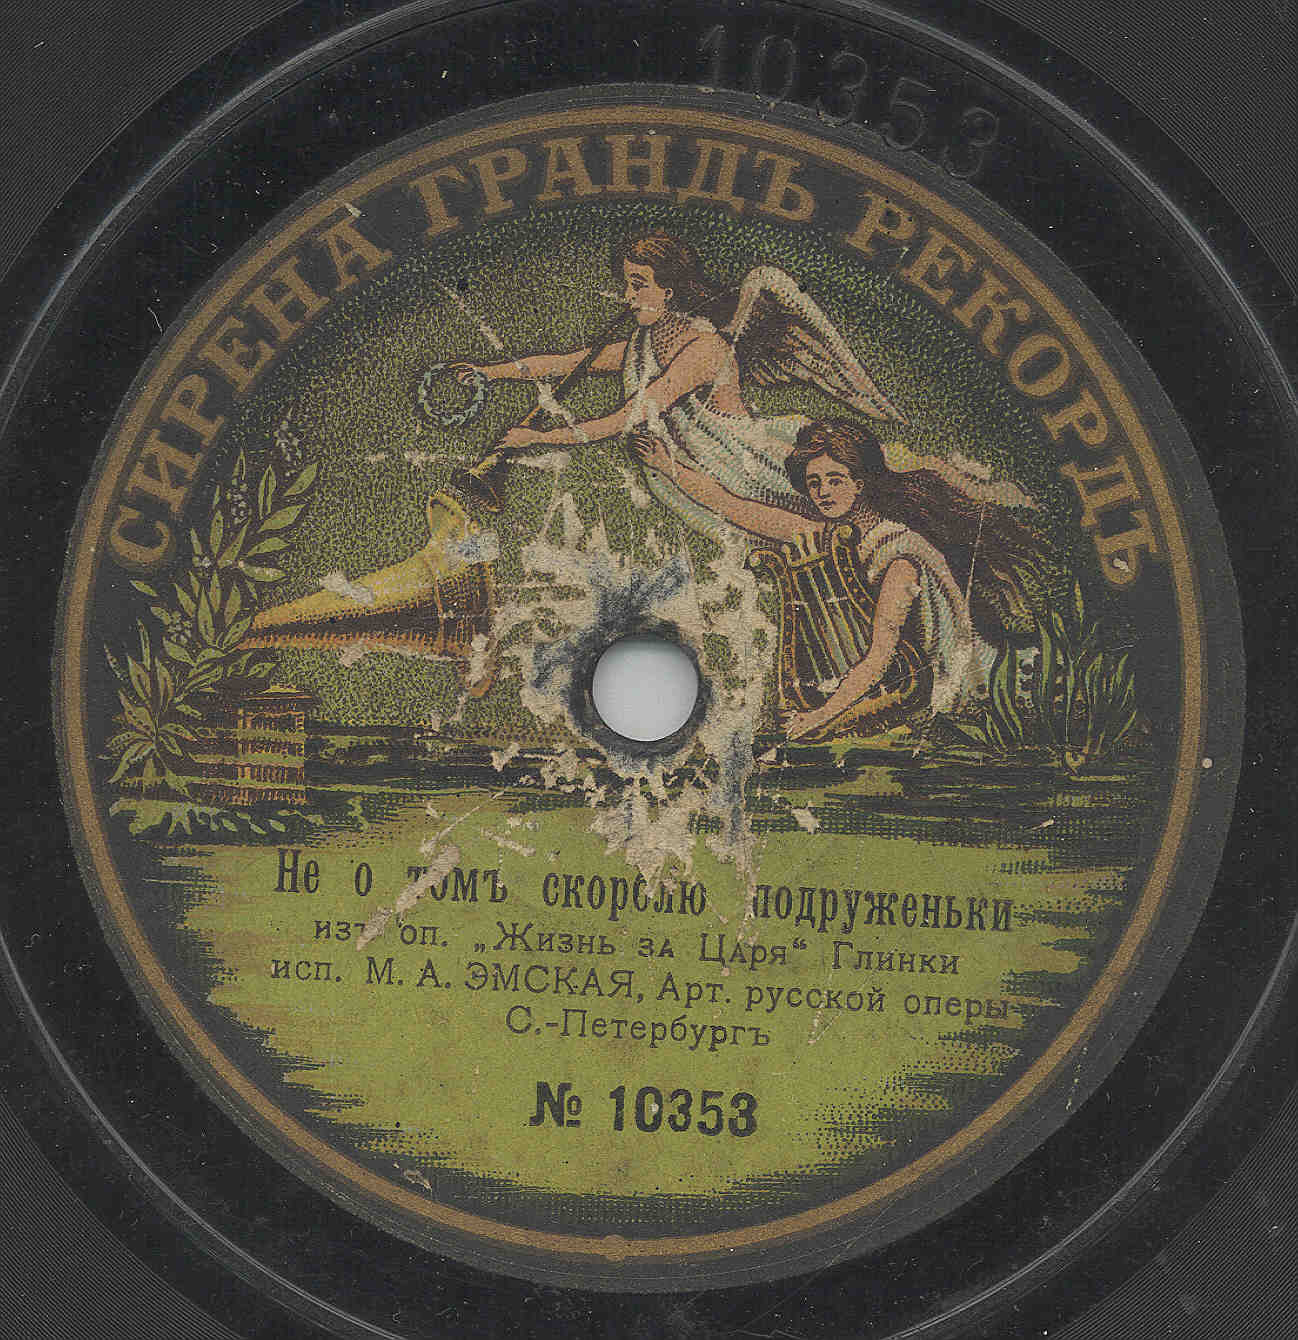 10353
СИРЕНА ГРАНДЪ РЕКОРДЪ
Не о томъ скорблю подруженьки
изъ оп. „Жизнь за Царя“ Глинки
исп. М. А. ЭМСКАЯ, Арт. русской оперы
С.-Петербургъ
№ 10353